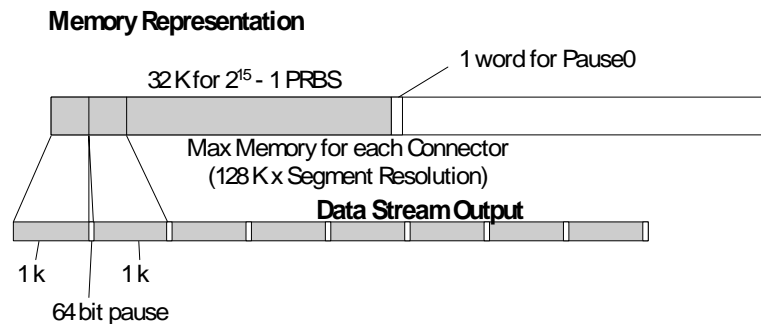 Memory Representation
1 word for Pause0
32 K for 2¹⁵ - 1 PRBS
Max Memory for each Connector
(128 K x Segment Resolution)
Data Stream Output
1 k
1 k
64 bit pause